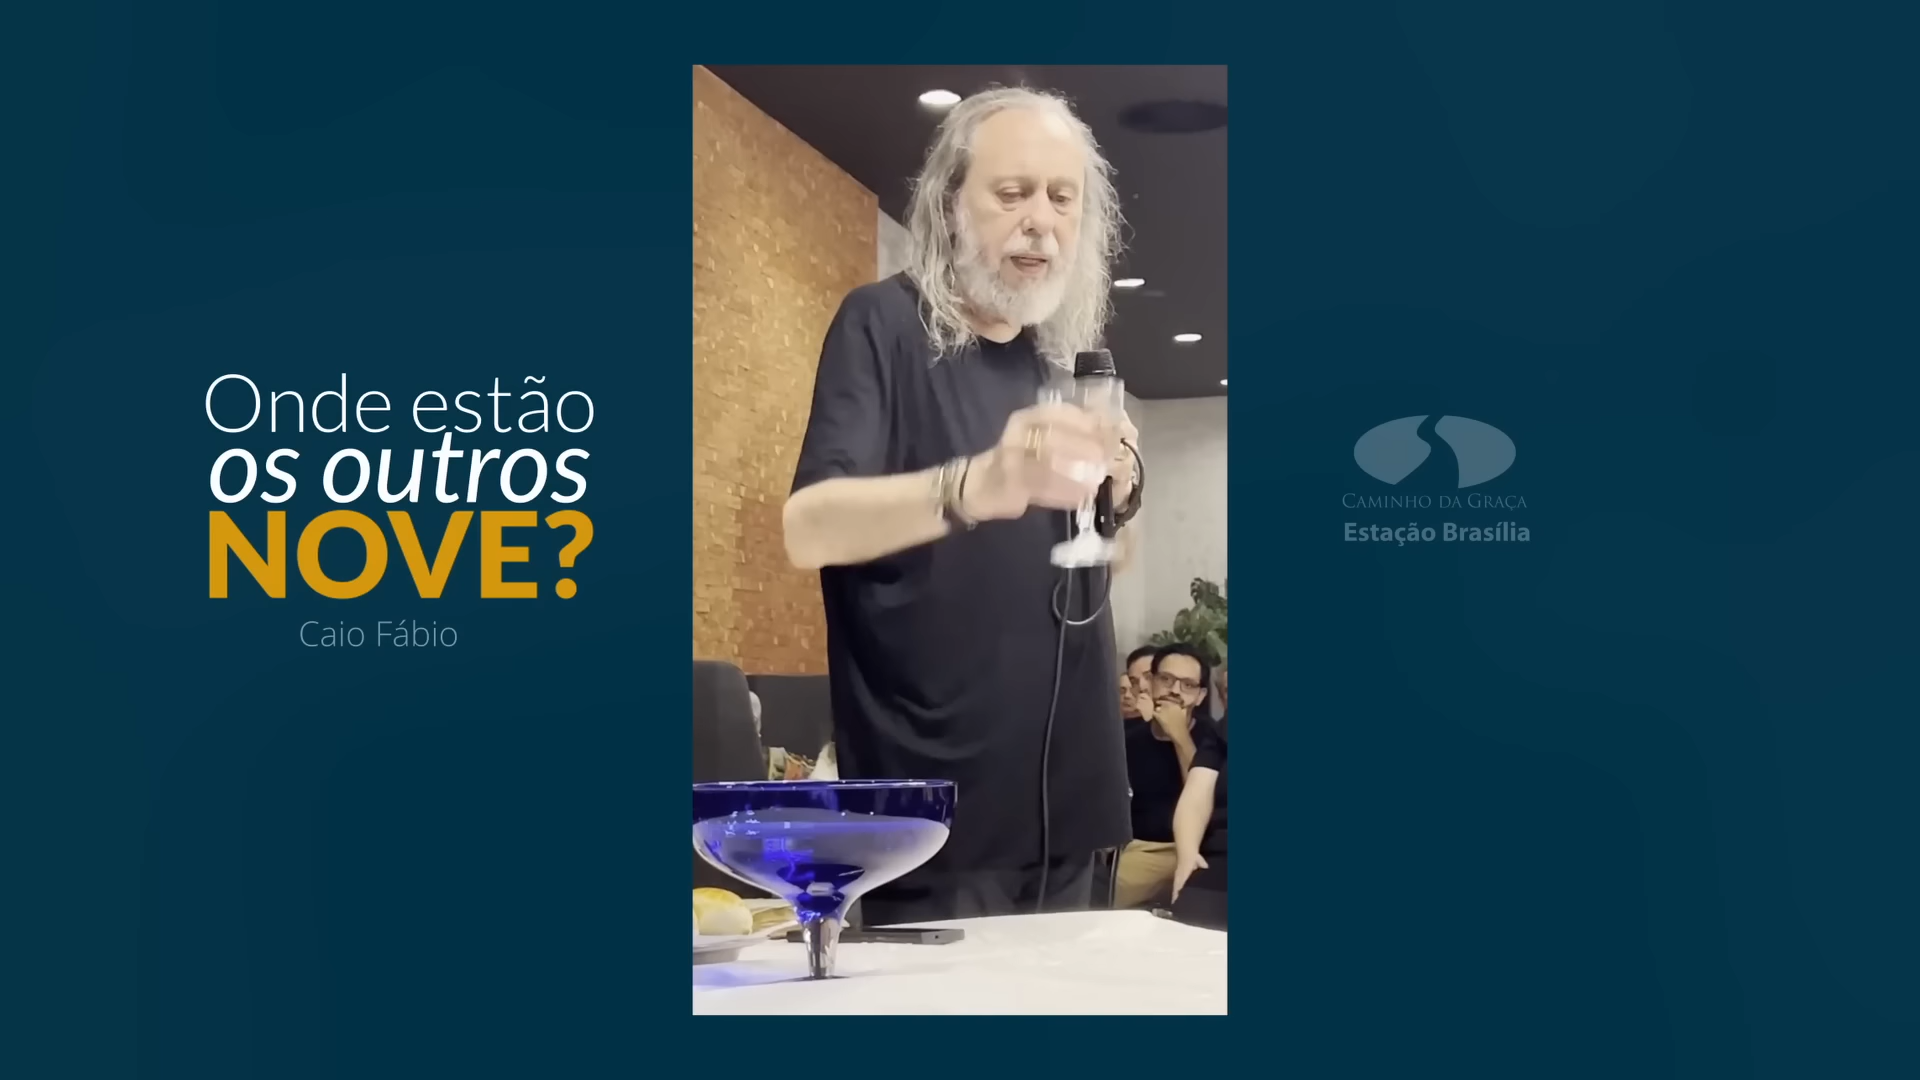 Onde estão
os outros
NOVE?
Caio Fábio
CAMINHO DA GRAÇA
Estação Brasília